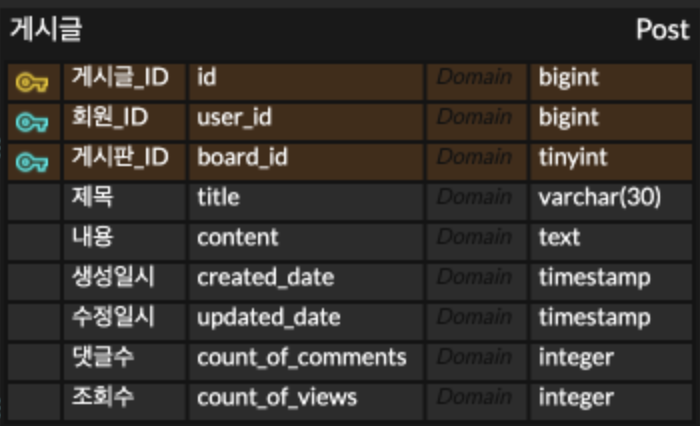 게시글 Post
게시글_ID id Domain bigint
회원_ID user_id Domain bigint
게시판_ID board_id Domain tinyint
제목 title Domain varchar(30)
내용 content Domain text
생성일시 created_date Domain timestamp
수정일시 updated_date Domain timestamp
댓글수 count_of_comments Domain integer
조회수 count_of_views Domain integer